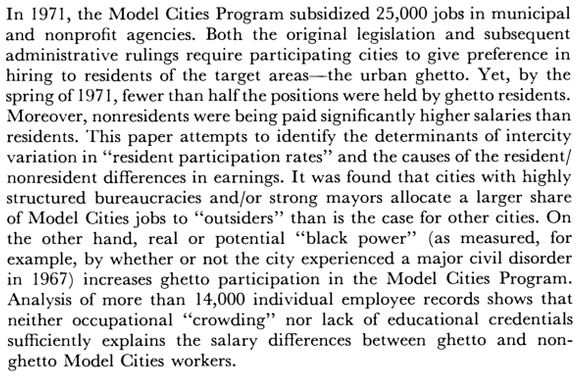 In 1971, the Model Cities Program subsidized 25,000 jobs in municipal
and nonprofit agencies. Both the original legislation and subsequent
administrative rulings require participating cities to give preference in
hiring to residents of the target areas—the urban ghetto. Yet, by the
spring of 1971, fewer than half the positions were held by ghetto residents.
Moreover, nonresidents were being paid significantly higher salaries than
residents. This paper attempts to identify the determinants of intercity
variation in "resident participation rates" and the causes of the resident/
nonresident differences in earnings. It was found that cities with highly
structured bureaucracies and/or strong mayors allocate a larger share
of Model Cities jobs to "outsiders" than is the case for other cities. On
the other hand, real or potential "black power" (as measured, for
example, by whether or not the city experienced a major civil disorder
in 1967) increases ghetto participation in the Model Cities Program.
Analysis of more than 14,000 individual employee records shows that
neither occupational "crowding" nor lack of educational credentials
sufficiently explains the salary differences between ghetto and non-
ghetto Model Cities workers.